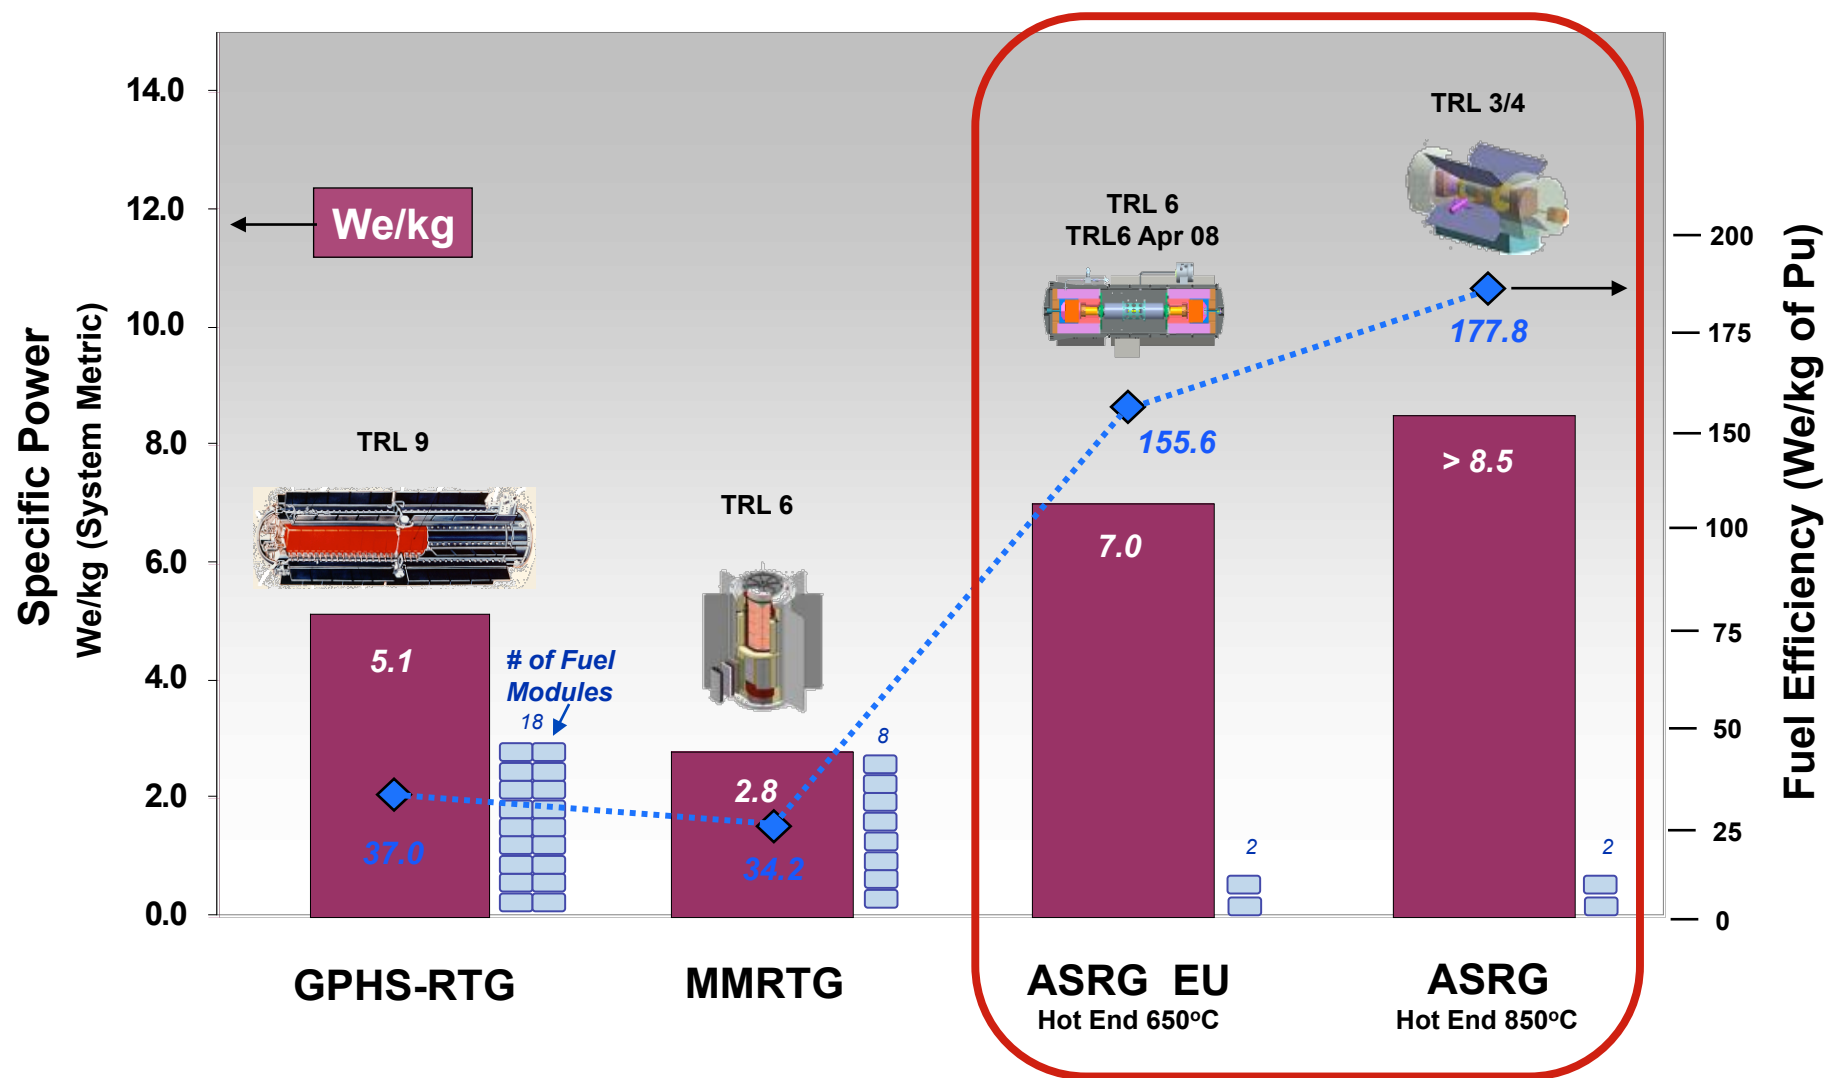 Specific Power
We/kg (System Metric)
14.0
12.0
10.0
8.0
6.0
4.0
2.0
0.0
We/kg
TRL 9
5.1
37.0
# of Fuel
Modules
18
TRL 6
2.8
34.2
8
TRL 6
TRL6 Apr 08
155.6
7.0
2
TRL 3/4
177.8
> 8.5
2
200
175
150
100
75
50
25
0
Fuel Efficiency (We/kg of Pu)
GPHS-RTG
MMRTG
ASRG EU
Hot End 650°C
ASRG
Hot End 850°C